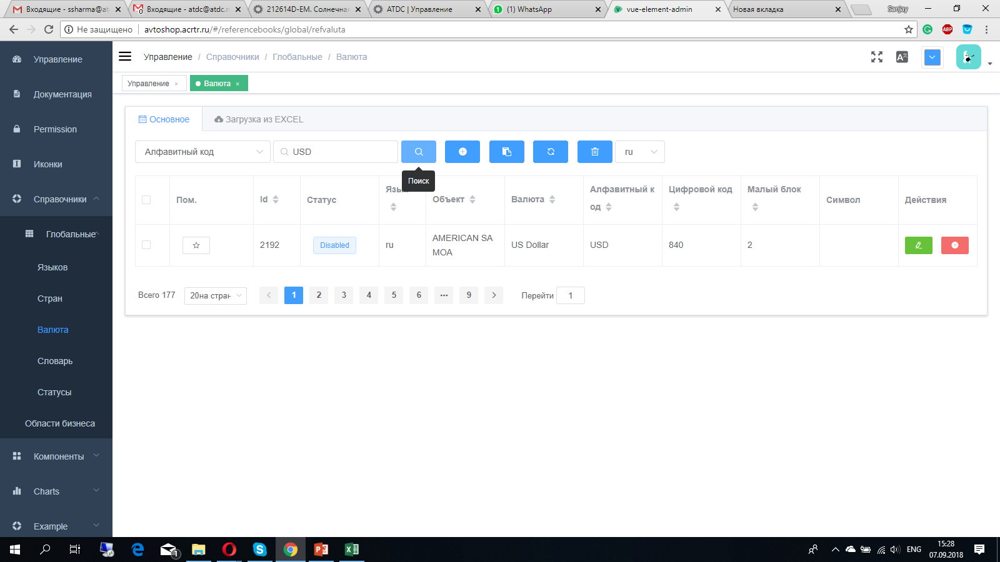 Входящие - ssharma@at
Входящие - atdc@atdc.r
212614D-EM. Солнечная
ATDC | Управление
(1) WhatsApp
vue-element-admin
Новая вкладка
Sanjay
Не защищено
avtoshop.acrtr.ru/#/referencebooks/global/refvaluta
ABP
Управление
Документация
Permission
Иконки
Справочники
Глобальные
Языков
Стран
Валюта
Словарь
Статусы
Области бизнеса
Компоненты
Charts
Example
Управление / Справочники / Глобальные / Валюта
Управление ×
Валюта ×
Основное
Загрузка из EXCEL
Алфавитный код
USD
ru
Поиск
Пом.
Id
Статус
Язы
Объект
Валюта
Алфавитный к
од
Цифровой код
Малый блок
Символ
Действия
2192
Disabled
ru
AMERICAN SA
MOA
US Dollar
USD
840
2
Всего 177
20на стран
1 2 3 4 5 6 ••• 9
Перейти 1
ENG
15:28
07.09.2018